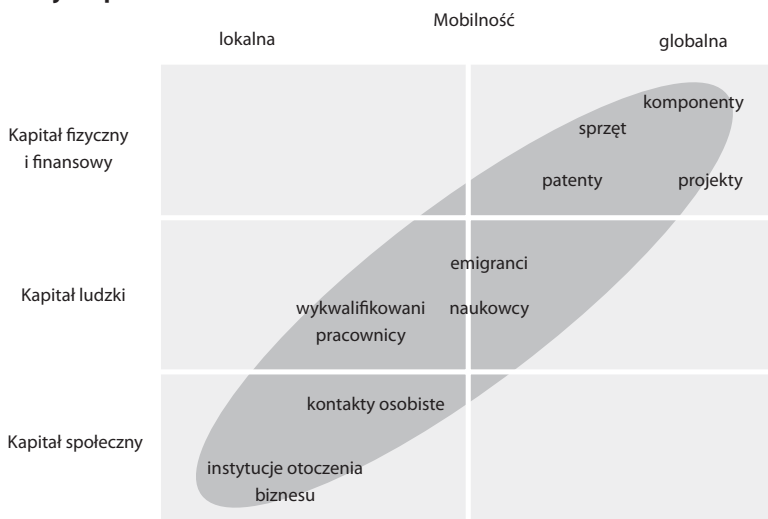 Mobilność
lokalna
globalna
Kapitał fizyczny
i finansowy
komponenty
sprzęt
patenty
projekty
Kapitał ludzki
emigranci
wykwalifikowani
pracownicy
naukowcy
Kapitał społeczny
kontakty osobiste
instytucje otoczenia
biznesu